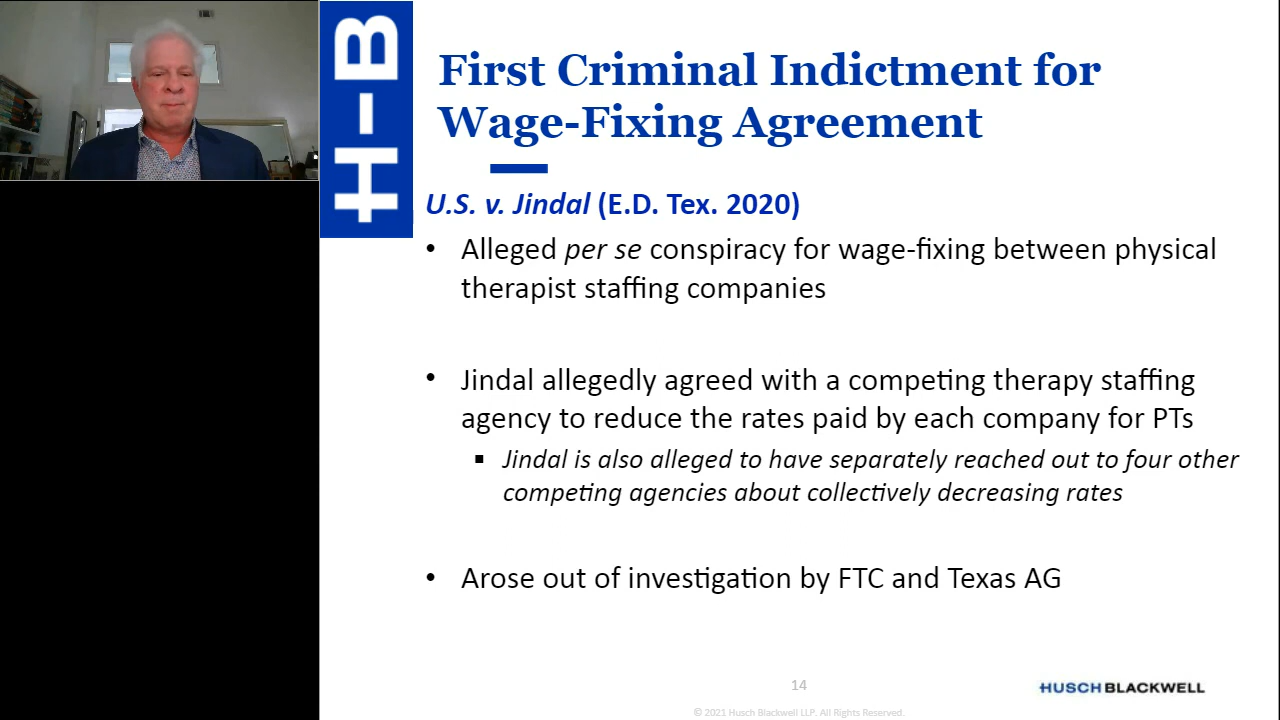 H-B
First Criminal Indictment for
Wage-Fixing Agreement
U.S. v. Jindal (E.D. Tex. 2020)
• Alleged per se conspiracy for wage-fixing between physical
therapist staffing companies
• Jindal allegedly agreed with a competing therapy staffing
agency to reduce the rates paid by each company for PTs
▪ Jindal is also alleged to have separately reached out to four other
competing agencies about collectively decreasing rates
• Arose out of investigation by FTC and Texas AG
14
HUSCH BLACKWELL
© 2021 Husch Blackwell LLP. All Rights Reserved.